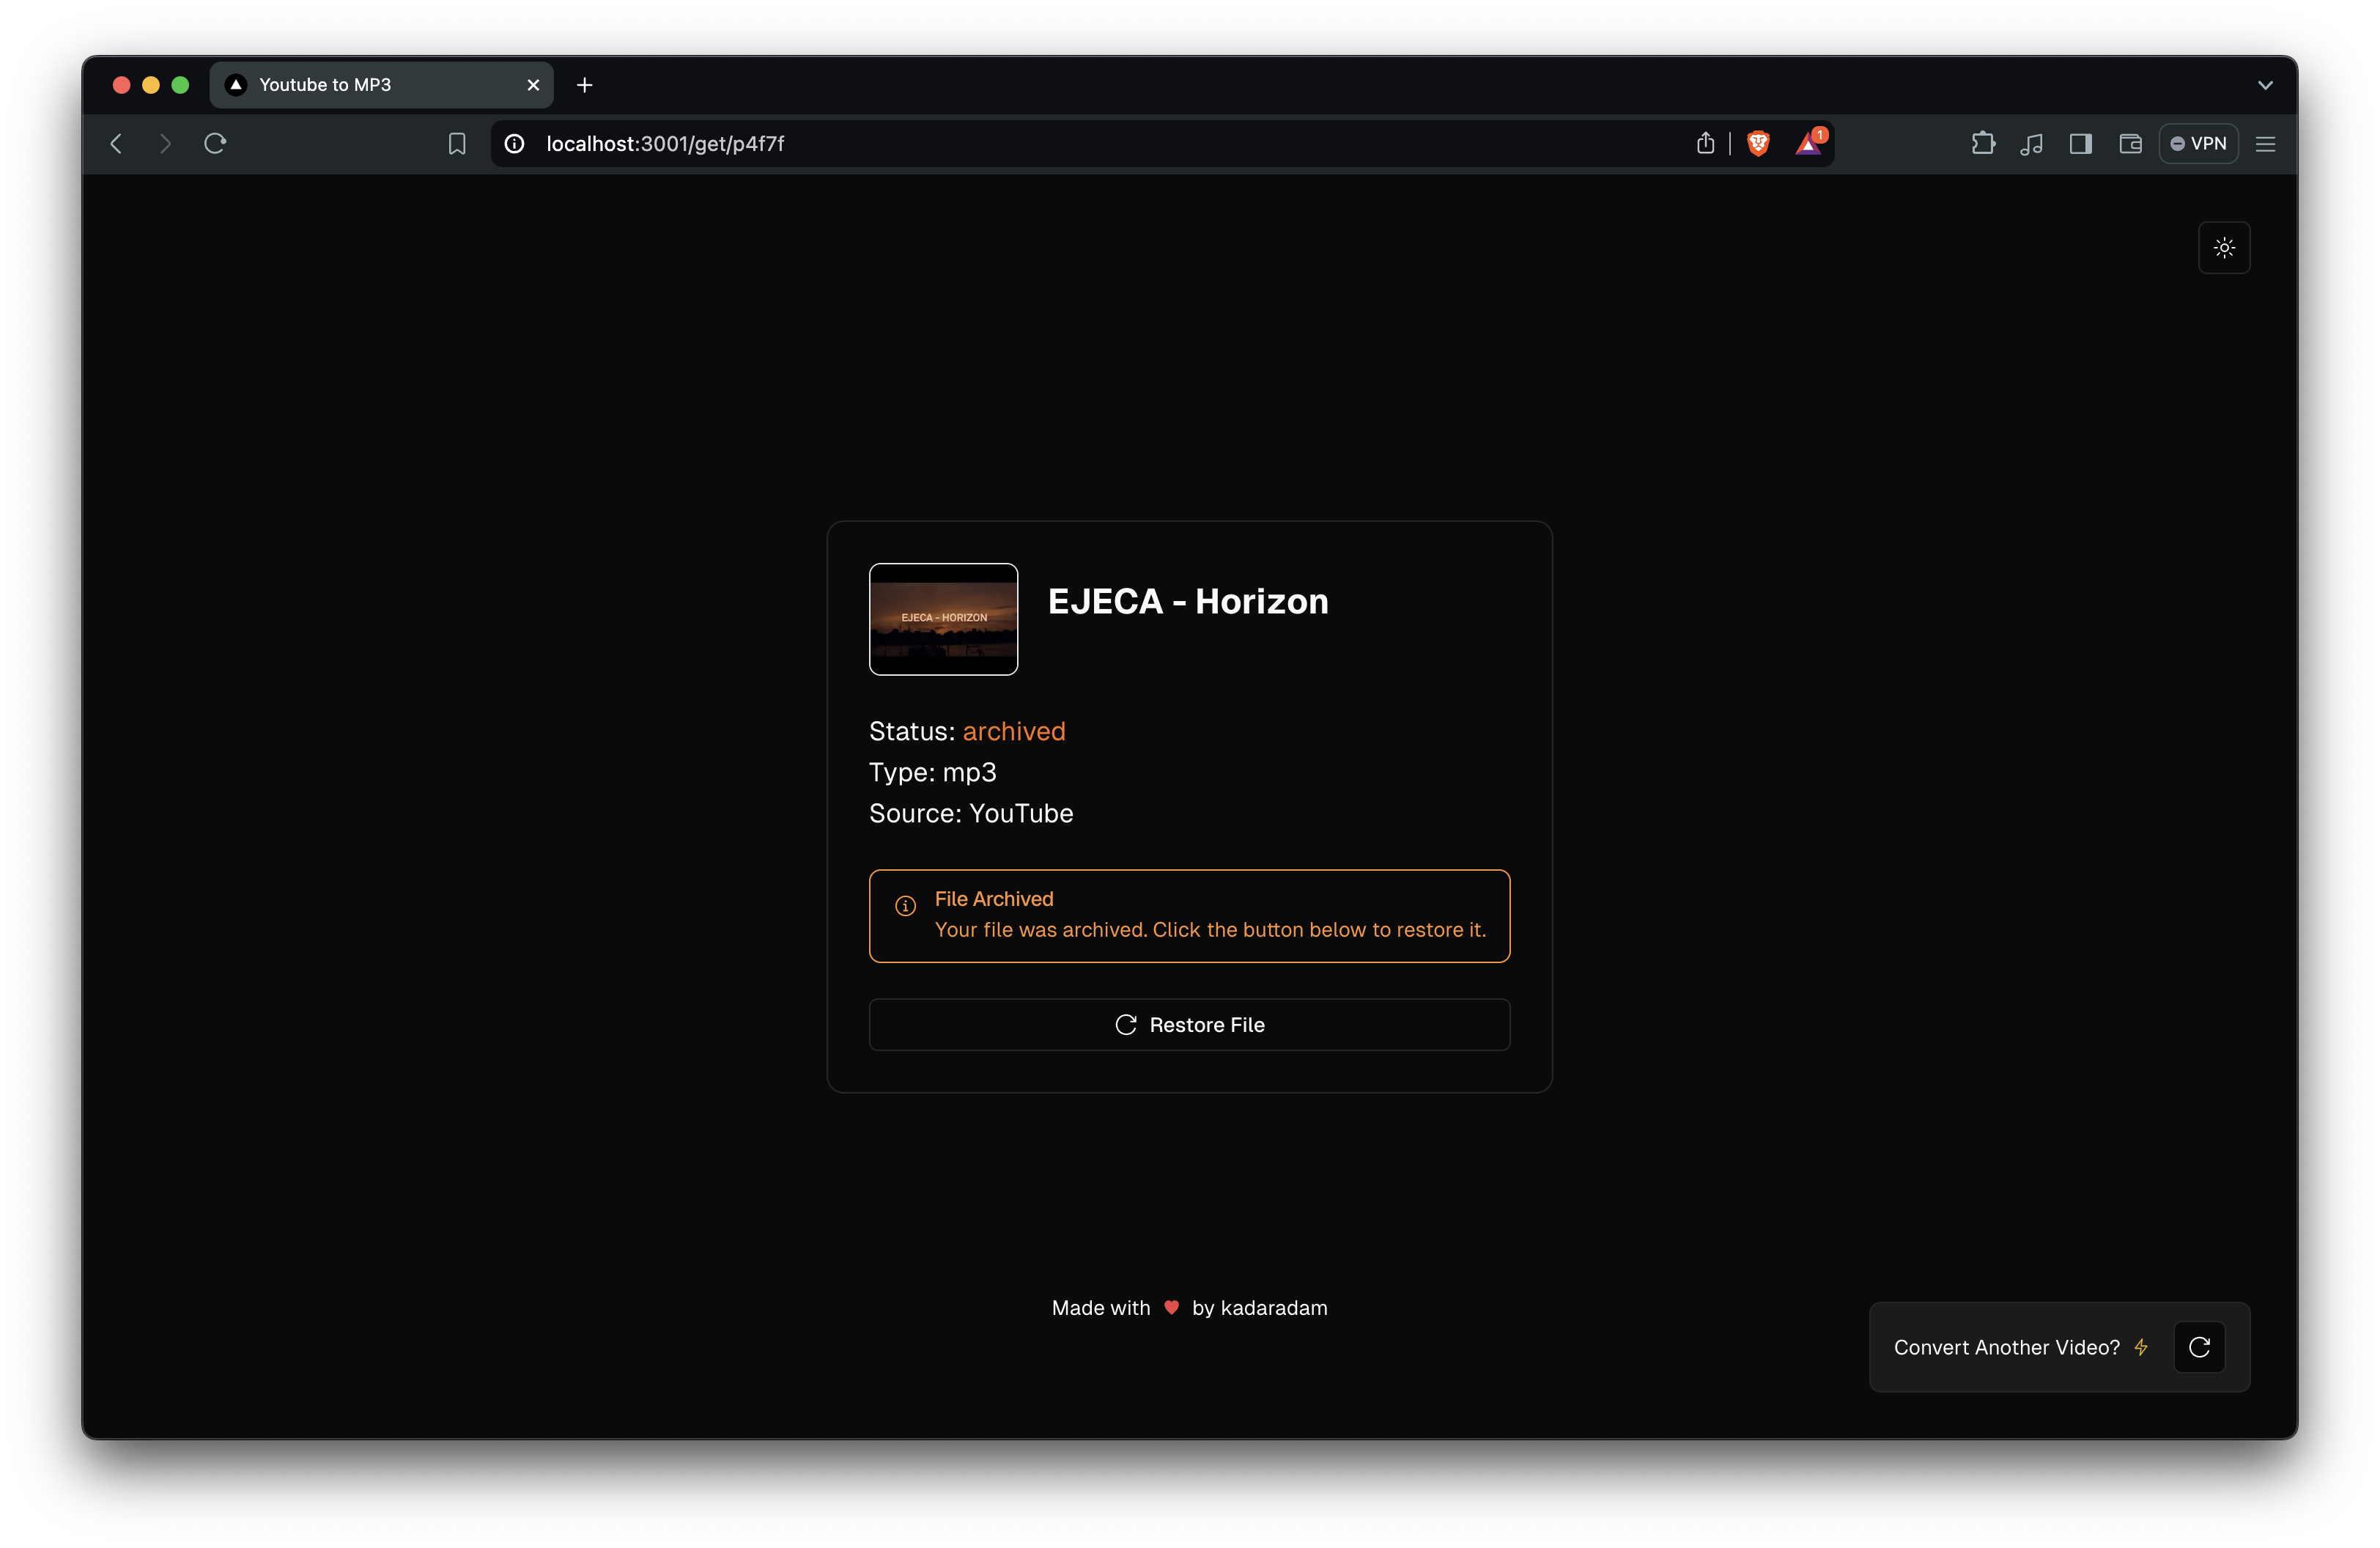 Youtube to MP3
localhost:3001/get/p4f7f
1
VPN
EJECA - HORIZON
EJECA - Horizon
Status: archived
Type: mp3
Source: YouTube
File Archived
Your file was archived. Click the button below to restore it.
Restore File
Made with by kadaradam
Convert Another Video?